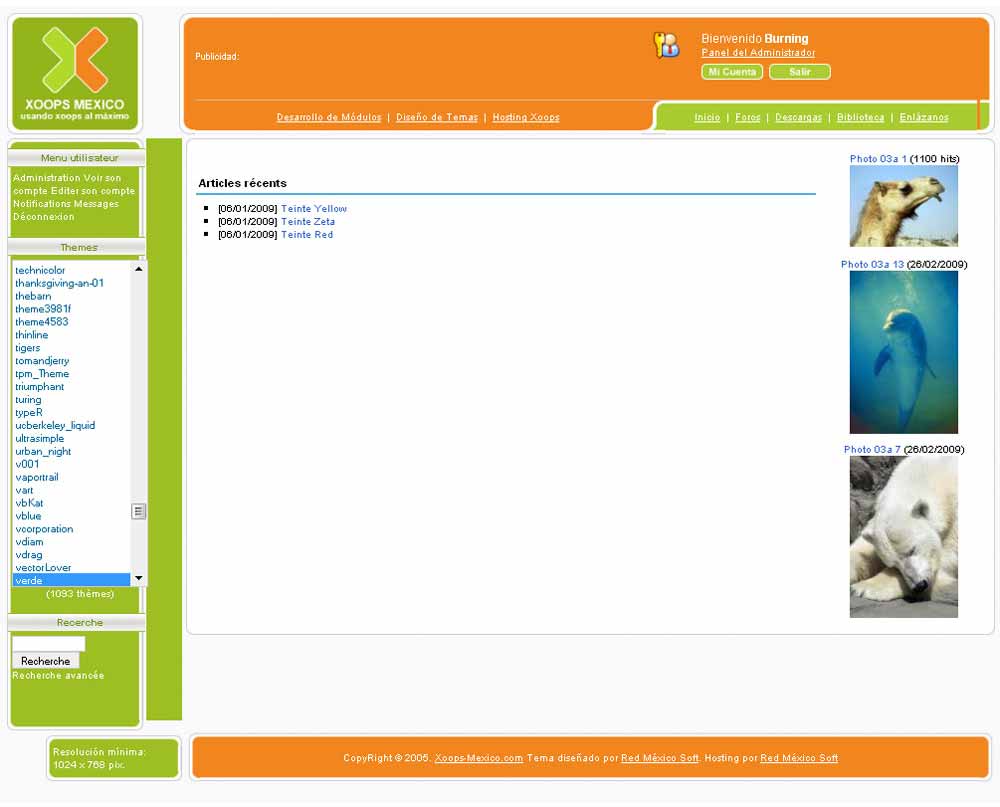 XOOPS MEXICO
usando xoops al máximo
Publicidad:
Bienvenido Burning
Panel del Administrador
Mi Cuenta Salir
Desarrollo de Módulos | Diseño de Temas | Hosting Xoops
Inicio | Foros | Descargas | Biblioteca | Enlázanos
Menu utilisateur
Administration Voir son
compte Editer son compte
Notifications Messages
Déconnexion
Themes
technicolor
thanksgiving-an-01
thebarn
theme3981f
theme4583
thinline
tigers
tomandjerry
tpm_Theme
triumphant
turing
typeR
ucberkeley_liquid
ultrasimple
urban_night
v001
vaportrail
vart
vbKat
vblue
vcorporation
vdiam
vdrag
vectorLover
verde
(1093 thèmes)
Recerche
Recherche
Recherche avancée
Articles récents
[06/01/2009] Teinte Yellow
[06/01/2009] Teinte Zeta
[06/01/2009] Teinte Red
Photo 03a 1 (1100 hits)
Photo 03a 13 (26/02/2009)
Photo 03a 7 (26/02/2009)
Resolución mínima:
1024 x 768 pix.
CopyRight © 2005. Xoops-Mexico.com Tema diseñado por Red México Soft. Hosting por Red México Soft